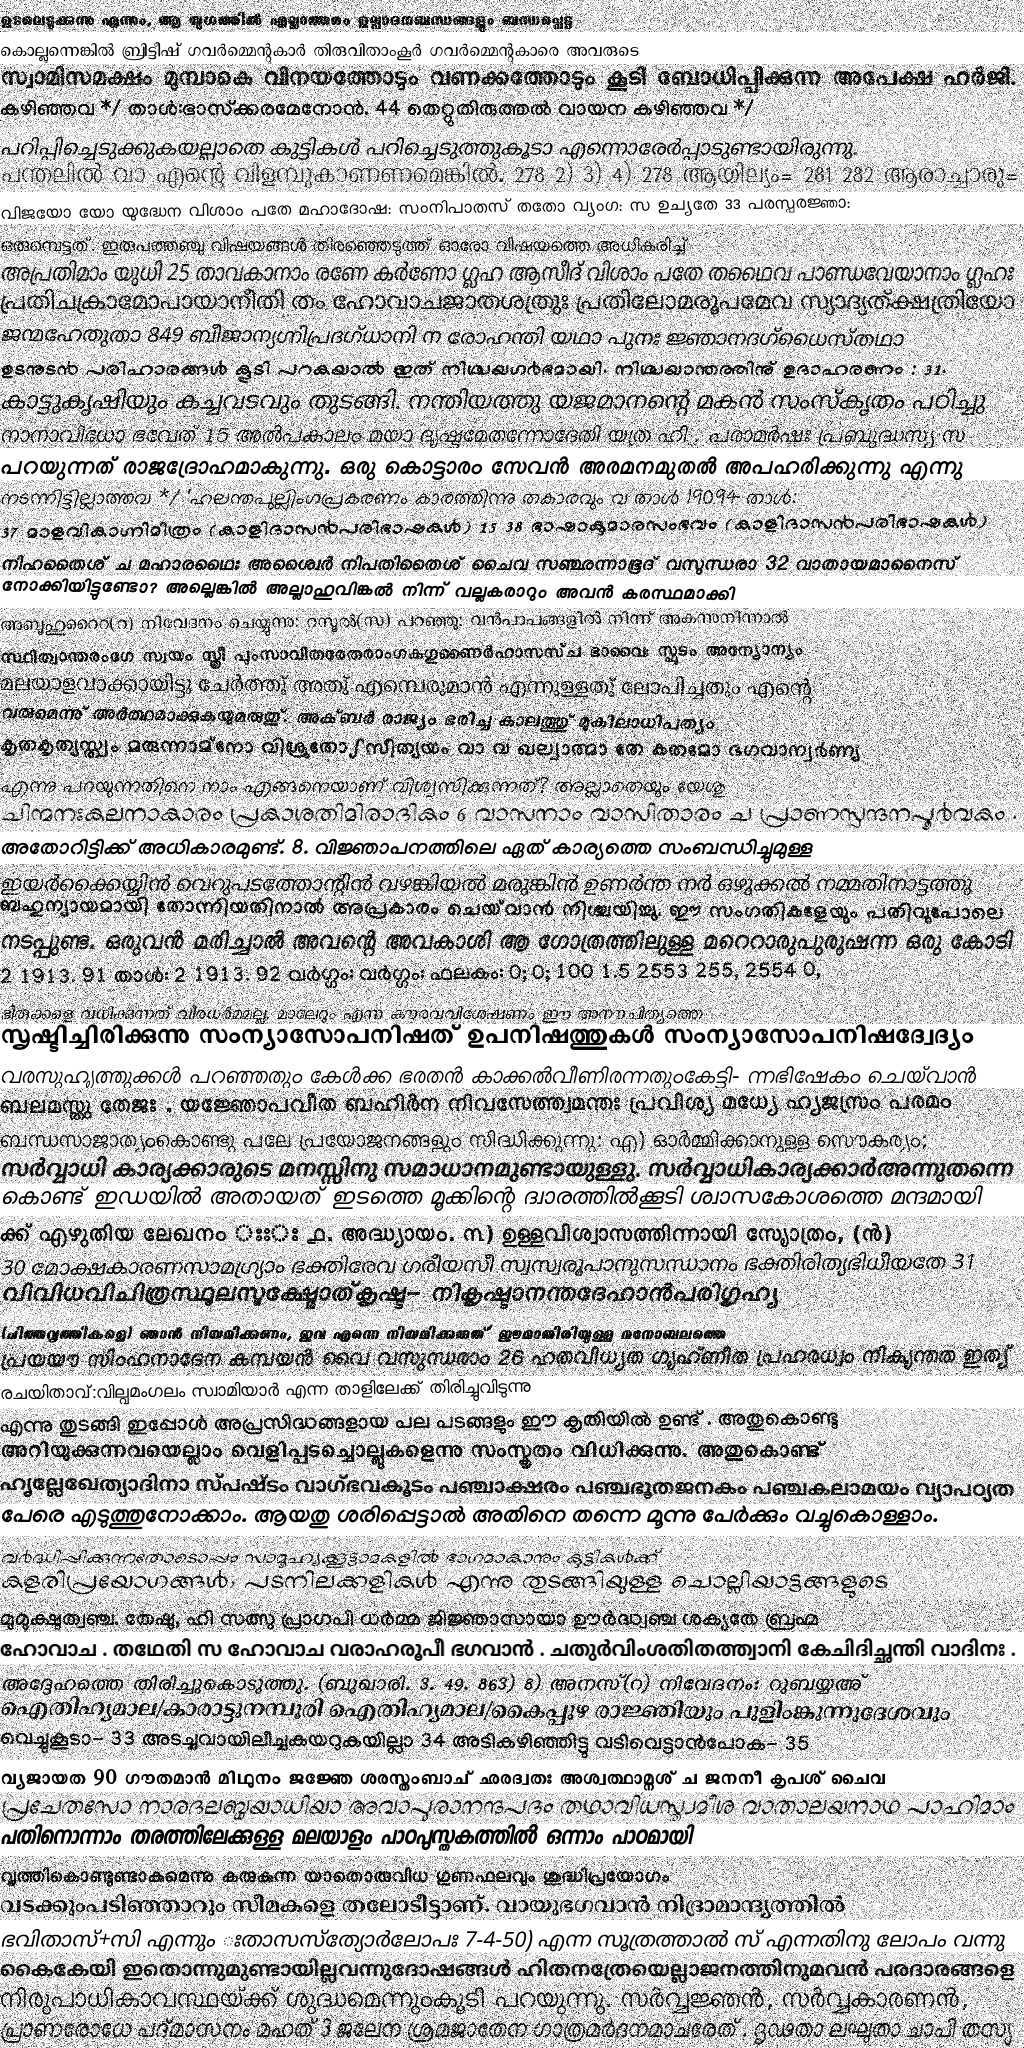 ഉടലെടുക്കുന്നു എന്നും, ആ യുഗത്തിൽ എല്ലാത്തരം ഉല്പാദനബന്ധങ്ങളും ബന്ധപ്പെട്ട
കൊല്ലന്നെങ്കിൽ ബ്രിട്ടീഷ് ഗവർമ്മെന്റകാർ തിരുവിതാംകൂർ ഗവർമ്മെന്റകാരെ അവരുടെ
സ്വാമിസമക്ഷം മുമ്പാകെ വിനയത്തോടും വണക്കത്തോടും കൂടി ബോധിപ്പിക്കുന്ന അപേക്ഷ ഹർജി.
കഴിഞ്ഞവ */ താൾ:ഭാസ്ക്കരമേനോൻ. 44 തെറ്റുതിരുത്തൽ വായന കഴിഞ്ഞവ */
പറിപ്പിച്ചെടുക്കുകയല്ലാതെ കുട്ടികൾ പറിച്ചെടുത്തുകൂടാ എന്നൊരേർപ്പാടുണ്ടായിരുന്നു.
പന്തലിൽ വാ എന്റെ വിളമ്പുകാണണമെങ്കിൽ. 278 2) 3) 4) 278 ആയില്യം= 281 282 ആരാച്ചാരു=
വിജയോ യോ യുദ്ധേന വിശാം പതേ മഹാദോഷ: സംനിപാതസ് തതോ വ്യംഗ: സ ഉച്യതേ 33 പരസ്പരജ്ഞാ:
ഒരുമ്പെട്ടത്. ഇരുപത്തഞ്ചു വിഷയങ്ങൾ തിരഞ്ഞെടുത്ത് ഓരോ വിഷയത്തെ അധികരിച്ച്
അപ്രതിമാം യുധി 25 താവകാനാം രണേ കർണോ ഗ്ലഹ ആസീദ് വിശാം പതേ തഥൈവ പാണ്ഡവേയാനാം ഗ്ലഹഃ
പ്രതിചക്രാമോപായാനീതി തം ഹോവാചജാതശത്രുഃ പ്രതിലോമരൂപമേവ സ്യാദ്യത്ക്ഷത്രിയോ
ജന്മഹേതുതാ 849 ബീജാന്യഗ്നിപ്രദഗ്ധാനി ന രോഹന്തി യഥാ പുനഃ ജ്ഞാനദഗ്ധൈസ്തഥാ
ഉടനുടൻ പരിഹാരങ്ങൾ കൂടി പറകയാൽ ഇത് നിശ്ചയഗർഭമായി. നിശ്ചയാന്തരത്തിനു് ഉദാഹരണം : 31.
കാട്ടുകൃഷിയും കച്ചവടവും തുടങ്ങി. നന്തിയത്തു യജമാനന്റെ മകൻ സംസ്കൃതം പഠിച്ചു
നാനാവിധോ ഭവേത് 15 അൽപകാലം മയാ ദൃഷ്ടമേതന്നോദേതി യത്ര ഹി . പരാമർഷഃ പ്രബുദ്ധസ്യ സ
പറയുന്നത് രാജദ്രോഹമാകുന്നു. ഒരു കൊട്ടാരം സേവൻ അരമനമുതൽ അപഹരിക്കുന്നു എന്നു
നടന്നിട്ടില്ലാത്തവ */ 'ഹലന്തപുല്ലിംഗപ്രകരണം കാരത്തിന്നു തകാരവും വ താൾ 19094 താൾ:
37 മാളവികാഗ്നിമിത്രം (കാളിദാസൻപരിഭാഷകൾ) 15 38 ഭാഷാകുമാരസംഭവം (കാളിദാസൻപരിഭാഷകൾ)
നിഹതൈശ് ച മഹാരഥൈഃ അശ്വൈർ നിപതിതൈശ് ചൈവ സഞ്ഛന്നാഭൂദ് വസുന്ധരാ 32 വാതായമാനൈസ്
നോക്കിയിട്ടുണ്ടോ? അല്ലെങ്കിൽ അല്ലാഹുവിങ്കൽ നിന്ന് വല്ലകരാറും അവൻ കരസ്ഥമാക്കി
അബൂഹുറൈറ(റ) നിവേദനം ചെയ്യുന്നു: റസൂൽ(സ) പറഞ്ഞു: വൻപാപങ്ങളിൽ നിന്ന് അകന്നുനിന്നാൽ
സ്ഥിത്വാന്തരംഗേ സ്വയം സ്ത്രീ പുംസാവിതരേതരാംഗകഗുണൈർഹാസസ്ച ഭാവൈഃ സ്ഫുടം അന്യോന്യം
മലയാളവാക്കായിട്ടു ചേർത്തു് അതു് എമ്പെരുമാൻ എന്നുള്ളതു് ലോപിച്ചതും എന്റെ
വരുമെന്നു് അർത്ഥമാക്കുകയുമരുതു്. അക്ബർ രാജ്യം ഭരിച്ച കാലത്തു് മുകിലാധിപത്യം
കൃതകൃത്യസ്ത്വം മരുന്നാമ്നോ വിശ്രുതോഽസീത്യയം വാ വ ഖല്വാത്മാ തേ കതമോ ഭഗവാന്വർണ്യ
എന്നു പറയുന്നതിനെ നാം എങ്ങനെയാണ് വിശ്വസിക്കുന്നത്? അല്ലാതെയും യേശു
ചിന്മനഃകലനാകാരം പ്രകാശതിമിരാദികം 6 വാസനാം വാസിതാരം ച പ്രാണസ്പന്ദനപൂർവകം .
അതോറിട്ടിക്ക് അധികാരമുണ്ട്. 8. വിജ്ഞാപനത്തിലെ ഏത് കാര്യത്തെ സംബന്ധിച്ചുമുള്ള
ഇയർക്കൈയ്യിൻ വെറുപടത്തോന്റിൻ വഴങ്കിയൽ മരുങ്കിൻ ഉണർന്ത നർ ഒഴുക്കൽ നമ്മതിനാട്ടത്തു
ബഹുന്യായമായി തോന്നിയതിനാൽ അപ്രകാരം ചെയ്‌വാൻ നിശ്ചയിച്ചു. ഈ സംഗതികളേയും പതിവുപോലെ
നടപ്പുണ്ടു. ഒരുവൻ മരിച്ചാൽ അവന്റെ അവകാശി ആ ഗോത്രത്തിലുള്ള മറെറാരുപുരുഷന്ന ഒരു കോടി
2 1913. 91 താൾ: 2 1913. 92 വർഗ്ഗം: വർഗ്ഗം: ഫലകം: 0; 0; 100 1.5 2553 255, 2554 0,
ഭീരുക്കളെ വധിക്കുന്നത് വീരധർമമല്ല. മാലേറും എന്ന കൗരവവിശേഷണം ഈ അനൗചിത്യത്തെ
സൃഷ്ടിച്ചിരിക്കുന്നു സംന്യാസോപനിഷത് ഉപനിഷത്തുകൾ സംന്യാസോപനിഷദ്വേദ്യം
വരസുഹൃത്തുക്കൾ പറഞ്ഞതും കേൾക്ക ഭരതൻ കാക്കൽവീണിരന്നതുംകേട്ടി- ന്നഭിഷേകം ചെയ്‌വാൻ
ബലമസ്തു തേജഃ . യജ്ഞോപവീത ബഹിർന നിവസേത്ത്വമന്തഃ പ്രവിശ്യ മധ്യേ ഹ്യജസ്രം പരമം
ബന്ധസാജാത്യംകൊണ്ടു പലേ പ്രയോജനങ്ങളും സിദ്ധിക്കുന്നു: എ) ഓർമ്മിക്കാനുള്ള സൌകര്യം;
സർവ്വാധി കാര്യക്കാരുടെ മനസ്സിനു സമാധാനമുണ്ടായുള്ളു. സർവ്വാധികാര്യക്കാർഅന്നുതന്നെ
കൊണ്ട് ഇഡയിൽ അതായത് ഇടത്തെ മൂക്കിന്റെ ദ്വാരത്തിൽക്കൂടി ശ്വാസകോശത്തെ മന്ദമായി
ക്ക് എഴുതിയ ലേഖനം ഃഃഃ ൧. അദ്ധ്യായം. ൩) ഉള്ളവിശ്വാസത്തിന്നായി സ്തോത്രം, (ൻ)
30 മോക്ഷകാരണസാമഗ്ര്യാം ഭക്തിരേവ ഗരീയസീ സ്വസ്വരൂപാനുസന്ധാനം ഭക്തിരിത്യഭിധീയതേ 31
വിവിധവിചിത്രസ്ഥൂലസൂക്ഷ്മോത്കൃഷ്ട– നികൃഷ്ടാനന്തദേഹാൻപരിഗൃഹ്യ
(ചിത്തവൃത്തികളെ) ഞാൻ നിയമിക്കണം, ഇവ എന്നെ നിയമിക്കരുത് ഈമാതിരിയുള്ള മനോബലത്തെ
പ്രയയൗ സിംഹനാദേന കമ്പയൻ വൈ വസുന്ധരാം 26 ഹതവിധ്യത ഗൃഹ്ണീത പ്രഹരധ്വം നികൃന്തത ഇത്യ്
രചയിതാവ്:വില്വമംഗലം സ്വാമിയാർ എന്ന താളിലേക്ക് തിരിച്ചുവിടുന്നു
എന്നു തുടങ്ങി ഇപ്പോൾ അപ്രസിദ്ധങ്ങളായ പല പടങ്ങളും ഈ കൃതിയിൽ ഉണ്ട് . അതുകൊണ്ടു
അറിയുക്കുന്നവയെല്ലാം വെളിപ്പടച്ചൊല്ലുകളെന്നു സംസ്കൃതം വിധിക്കുന്നു. അതുകൊണ്ട്
ഹൃല്ലേഖേത്യാദിനാ സ്പഷ്ടം വാഗ്ഭവകൂടം പഞ്ചാക്ഷരം പഞ്ചഭൂതജനകം പഞ്ചകലാമയം വ്യാപഠ്യത
പേരെ എടുത്തുനോക്കാം. ആയതു ശരിപ്പെട്ടാൽ അതിനെ തന്നെ മൂന്നു പേർക്കും വച്ചുകൊള്ളാം.
വർദ്ധിപ്പിക്കുന്നതോടൊപ്പം സാമൂഹ്യക്കൂട്ടാമകളിൽ ഭാഗമാകാനും കുട്ടികൾക്ക്
കളരിപ്രയോഗങ്ങൾ, പടനിലക്കളികൾ എന്നു തുടങ്ങിയുള്ള ചൊല്ലിയാട്ടങ്ങളുടെ
മുമുക്ഷുത്വഞ്ച. തേഷു, ഹി സത്സു പ്രാഗപി ധർമ്മ ജിജ്ഞാസായാ ഊർദ്ധ്വഞ്ച ശക്യതേ ബ്രഹ്മ
ഹോവാച . തഥേതി സ ഹോവാച വരാഹരൂപീ ഭഗവാൻ . ചതുർവിംശതിതത്ത്വാനി കേചിദിച്ഛന്തി വാദിനഃ .
അദ്ദേഹത്തെ തിരിച്ചുകൊടുത്തു. (ബുഖാരി. 3. 49. 863) 8) അനസ്(റ) നിവേദനം: റുബയ്യുഅ്
ഐതിഹ്യമാല/കാരാട്ടുനമ്പൂരി ഐതിഹ്യമാല/കൈപ്പുഴ രാജ്ഞിയും പുളിംങ്കുന്നുദേശവും
വെച്ചുകൂടാ– 33 അടച്ചവായിലീച്ചകയറുകയില്ലാ 34 അടികഴിഞ്ഞിട്ടു വടിവെട്ടാൻപോക– 35
വ്യജായത 90 ഗൗതമാൻ മിഥുനം ജജ്ഞേ ശരസ്തംബാച് ഛരദ്വതഃ അശ്വത്ഥാമ്നശ് ച ജനനീ കൃപശ് ചൈവ
പ്രചേതസോ നാരദലബ്ധയാധിയാ അവാപുരാനന്ദപദം തഥാവിധസ്ത്വമീശ വാതാലയനാഥ പാഹിമാം
പതിനൊന്നാം തരത്തിലേക്കുള്ള മലയാളം പാഠപുസ്തകത്തിൽ ഒന്നാം പാഠമായി
വൃത്തികൊണ്ടുണ്ടാകമെന്നു കരുകുന്ന യാതൊരുവിധ ഗുണഫലവും ശുദ്ധിപ്രയോഗം
വടക്കുംപടിഞ്ഞാറും സീമകളെ തലോടീട്ടാണ്. വായുഭഗവാൻ നിദ്രാമാന്ദ്യത്തിൽ
ഭവിതാസ്+സി എന്നും ഃതാസസ്ത്യോർലോപഃ 7-4-50) എന്ന സൂത്രത്താൽ സ് എന്നതിനു ലോപം വന്നു
കൈകേയി ഇതൊന്നുമുണ്ടായില്ലവന്നുദോഷങ്ങൾ ഹിതനത്രേയെല്ലാജനത്തിനുമവൻ പരദാരങ്ങളെ
നിരുപാധികാവസ്ഥയ്ക്ക് ശുദ്ധമെന്നുംകൂടി പറയുന്നു. സർവ്വജ്ഞൻ, സർവ്വകാരണൻ,
പ്രാണരോധേ പദ്മാസനം മഹത് 3 ജലേന ശ്രമജാതേന ഗാത്രമർദനമാചരേത് . ദൃഢതാ ലഘുതാ ചാപി തസ്യ